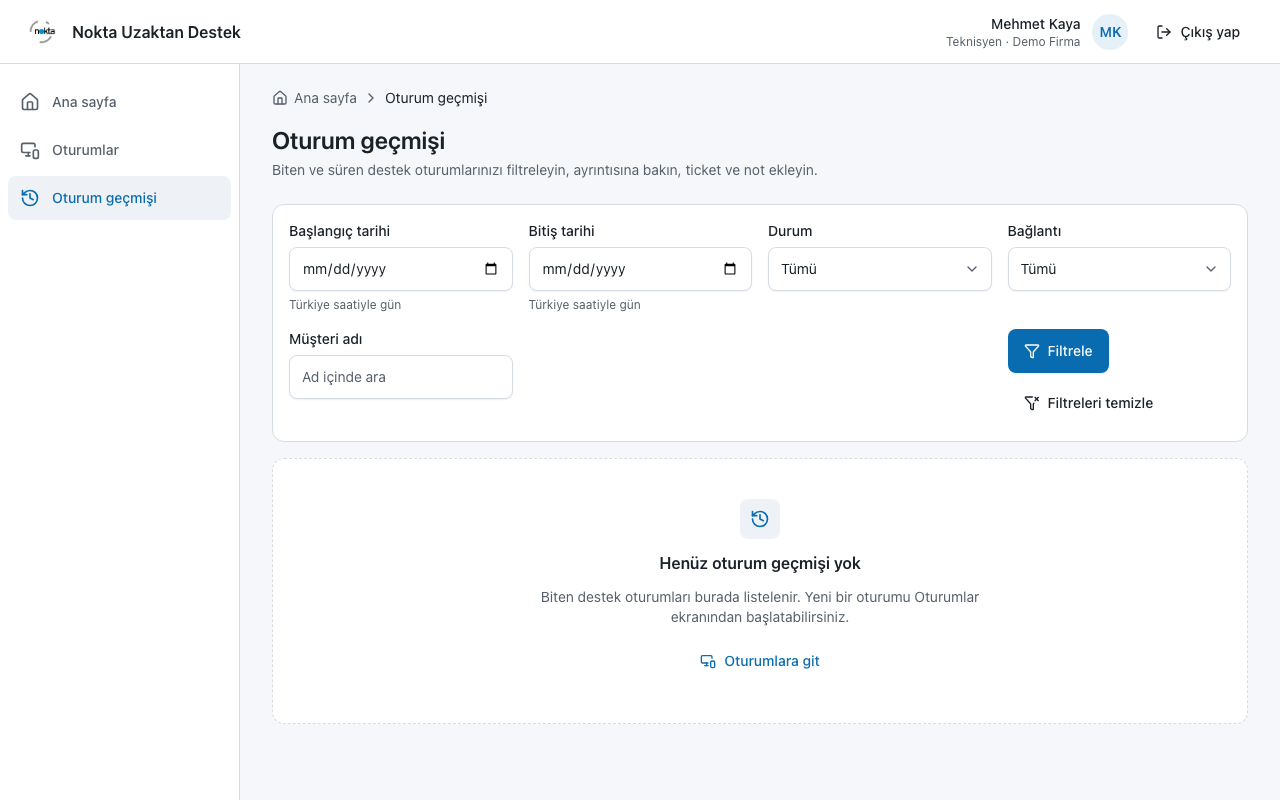 nokta
Nokta Uzaktan Destek
Mehmet Kaya
Teknisyen · Demo Firma
MK
Çıkış yap
Ana sayfa
Oturumlar
Oturum geçmişi
Ana sayfa
Oturum geçmişi
Oturum geçmişi
Biten ve süren destek oturumlarınızı filtreleyin, ayrıntısına bakın, ticket ve not ekleyin.
Başlangıç tarihi
mm/dd/yyyy
Türkiye saatiyle gün
Bitiş tarihi
mm/dd/yyyy
Türkiye saatiyle gün
Durum
Tümü
Bağlantı
Tümü
Müşteri adı
Ad içinde ara
Filtrele
Filtreleri temizle
Henüz oturum geçmişi yok
Biten destek oturumları burada listelenir. Yeni bir oturumu Oturumlar
ekranından başlatabilirsiniz.
Oturumlara git